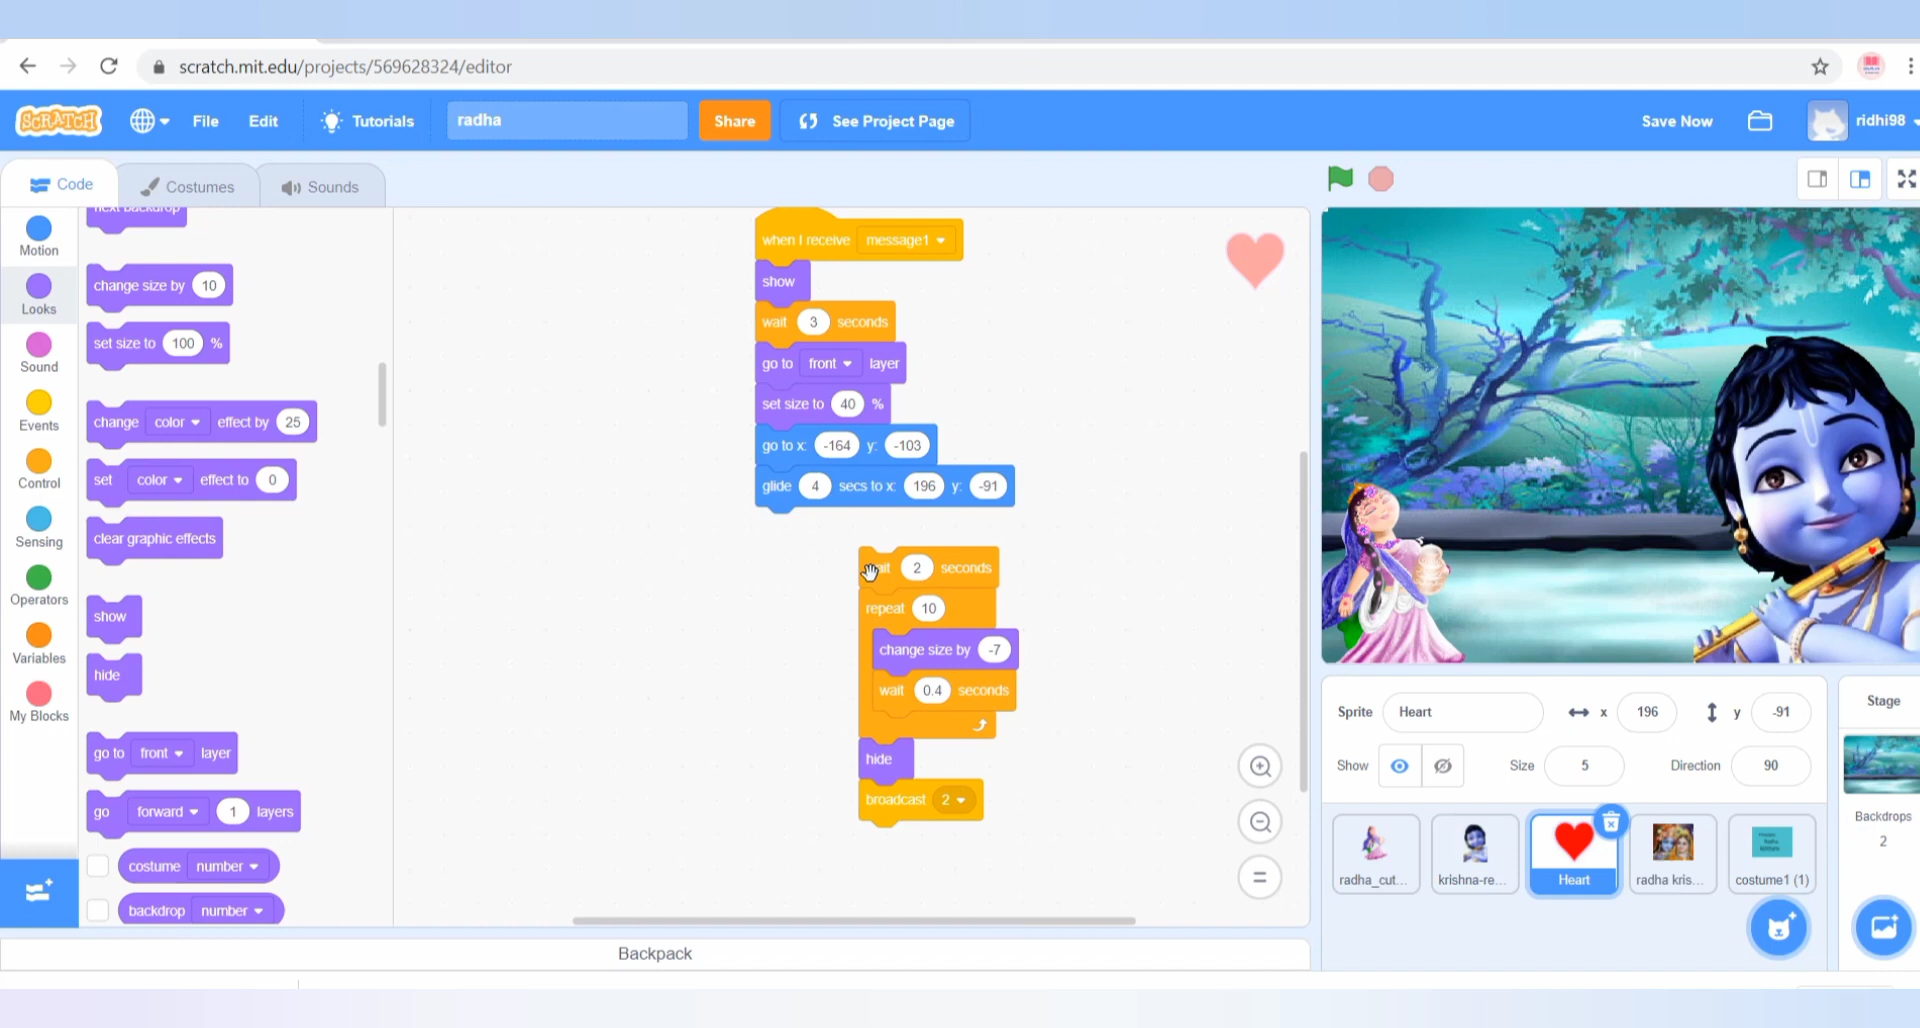 scratch.mit.edu/projects/569628324/editor
SCRATCH
File
Edit
Tutorials
radha
Share
See Project Page
Save Now
ridhi98
Code
Costumes
Sounds
Motion
Looks
Sound
Events
Control
Sensing
Operators
Variables
My Blocks
next backdrop
change size by 10
set size to 100 %
change color effect by 25
set color effect to 0
clear graphic effects
show
hide
go to front layer
go forward 1 layers
costume number
backdrop number
when I receive message1
show
wait 3 seconds
go to front layer
set size to 40 %
go to x: -164 y: -103
glide 4 secs to x: 196 y: -91
2 seconds
repeat 10
change size by -7
wait 0.4 seconds
hide
broadcast 2
Backpack
Sprite Heart x 196 y -91
Show Size 5 Direction 90
radha_cut...
krishna-re...
Heart
radha kris...
costume1 (1)
Stage
Backdrops
2